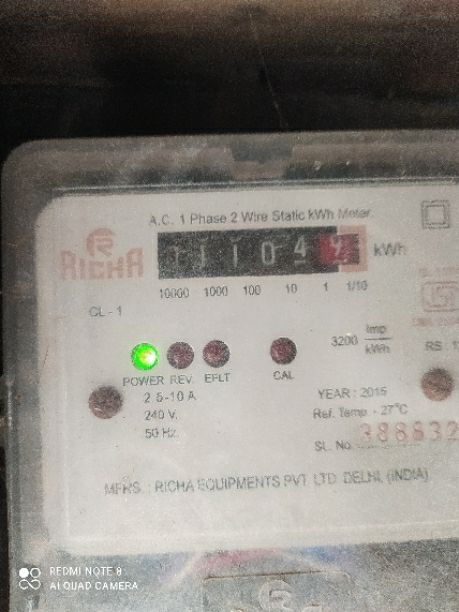 A.C. 1 Phase 2 Wire Static kWh Meter.
RICHA
kWh
10000 1000 100 10 1 1/10
CL - 1
3200 Imp/kWh
POWER REV. EFLT CAL
2.5-10 A
240 V.
50 Hz.
YEAR : 2015
Ref. Temp. - 27°C
SL. No.
MFRS. : RICHA EQUIPMENTS PVT. LTD. DELHI. (INDIA)
REDMI NOTE 8
AI QUAD CAMERA